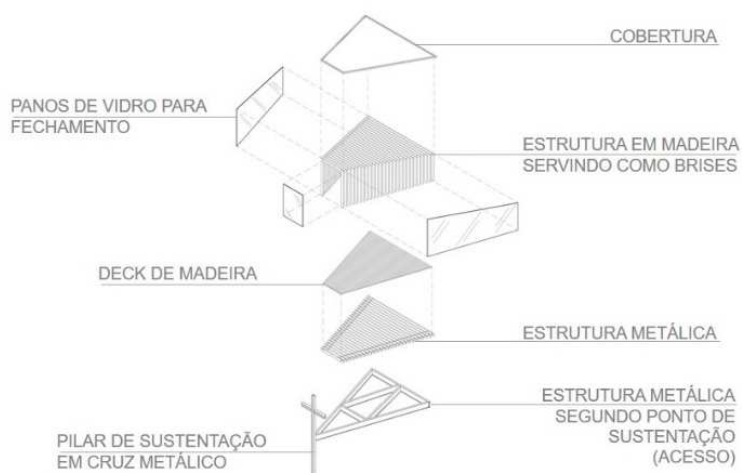 COBERTURA
PANOS DE VIDRO PARA
FECHAMENTO
ESTRUTURA EM MADEIRA
SERVINDO COMO BRISES
DECK DE MADEIRA
ESTRUTURA METÁLICA
ESTRUTURA METÁLICA
SEGUNDO PONTO DE
SUSTENTAÇÃO
(ACESSO)
PILAR DE SUSTENTAÇÃO
EM CRUZ METÁLICO